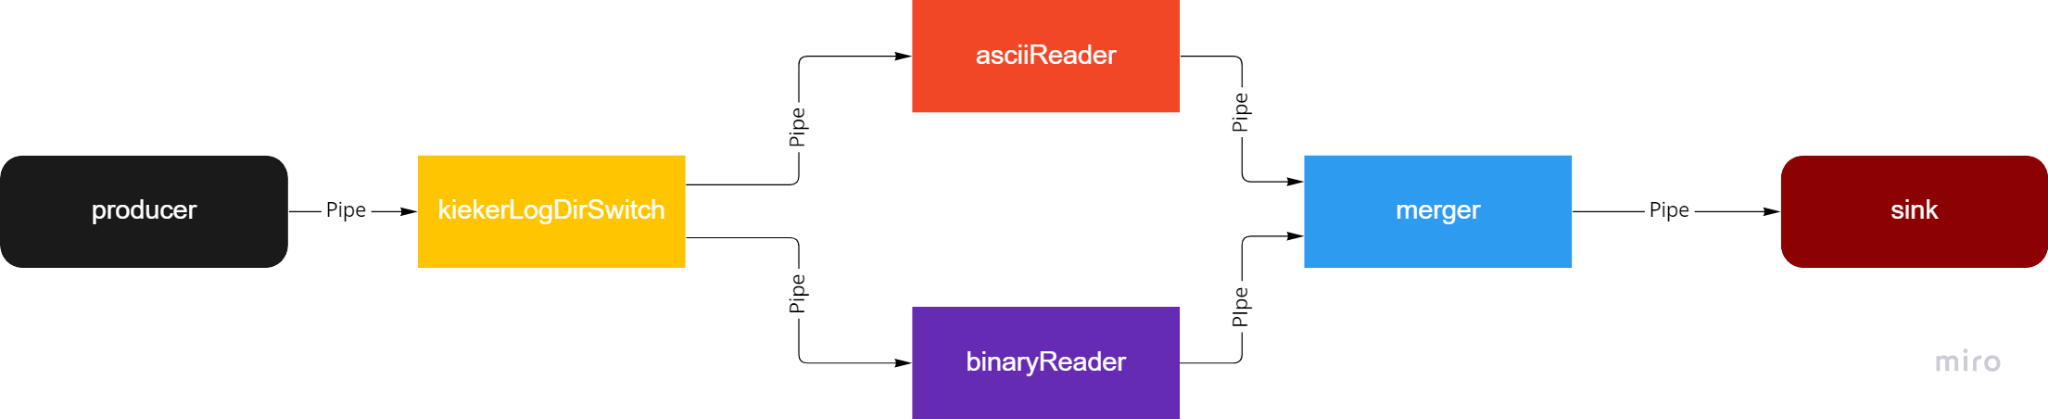 producer
Pipe
kiekerLogDirSwitch
Pipe
Pipe
asciiReader
binaryReader
Pipe
PIpe
merger
Pipe
sink
miro